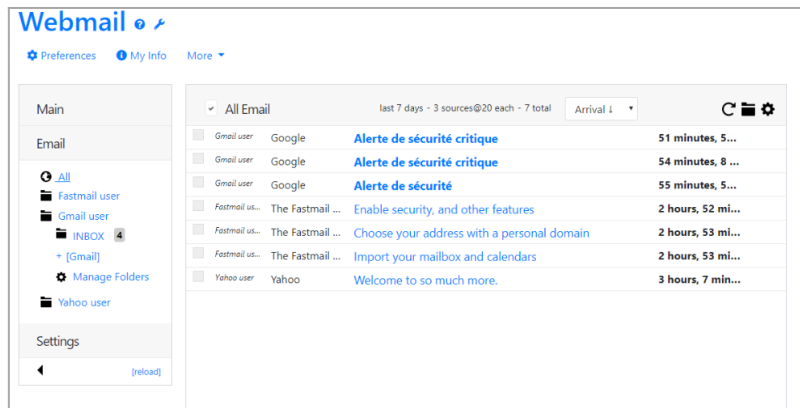 Webmail
Preferences My Info More
Main
Email
All
Fastmail user
Gmail user
INBOX 4
+ [Gmail]
Manage Folders
Yahoo user
Settings
[reload]
All Email last 7 days - 3 sources@20 each - 7 total Arrival ↓
Gmail user Google Alerte de sécurité critique 51 minutes, 5...
Gmail user Google Alerte de sécurité critique 54 minutes, 8 ...
Gmail user Google Alerte de sécurité 55 minutes, 5...
Fastmail us... The Fastmail ... Enable security, and other features 2 hours, 52 mi...
Fastmail us... The Fastmail ... Choose your address with a personal domain 2 hours, 53 mi...
Fastmail us... The Fastmail ... Import your mailbox and calendars 2 hours, 53 mi...
Yahoo user Yahoo Welcome to so much more. 3 hours, 7 min...